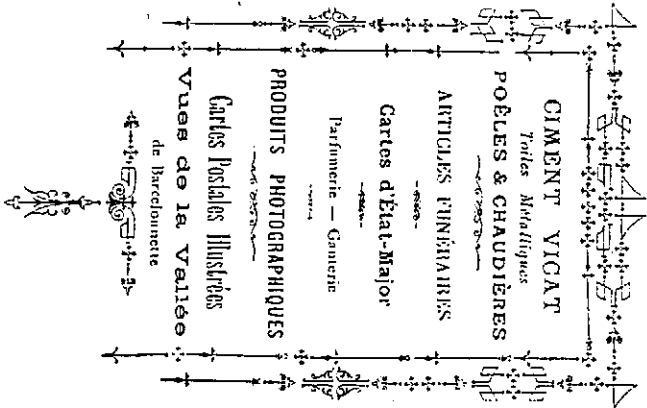 CIMENT VICAT
Toiles Métalliques
POÊLES & CHAUDIÈRES
ARTICLES FUNÉRAIRES
Cartes d'État-Major
Parfumerie — Ganterie
PRODUITS PHOTOGRAPHIQUES
Cartes Postales Illustrées
Vues de la Vallée
de Barcelonnette